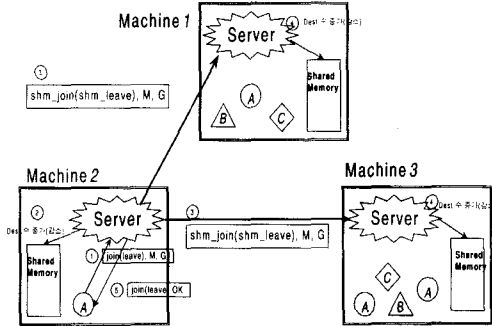 Machine 1
④ Dest 수 증가(감소)
Server
③
shm_join(shm_leave), M, G
Shared
Memory
A
B
C
Machine 2
Machine 3
②
Server
③
④
Server
Dest 수 증가(감소)
Dest 수 증가(감소
shm_join(shm_leave), M, G
Shared
Memory
① join(leave), M, G
Shared
Memory
⑤ join(leave) OK
C
A
A
B
A